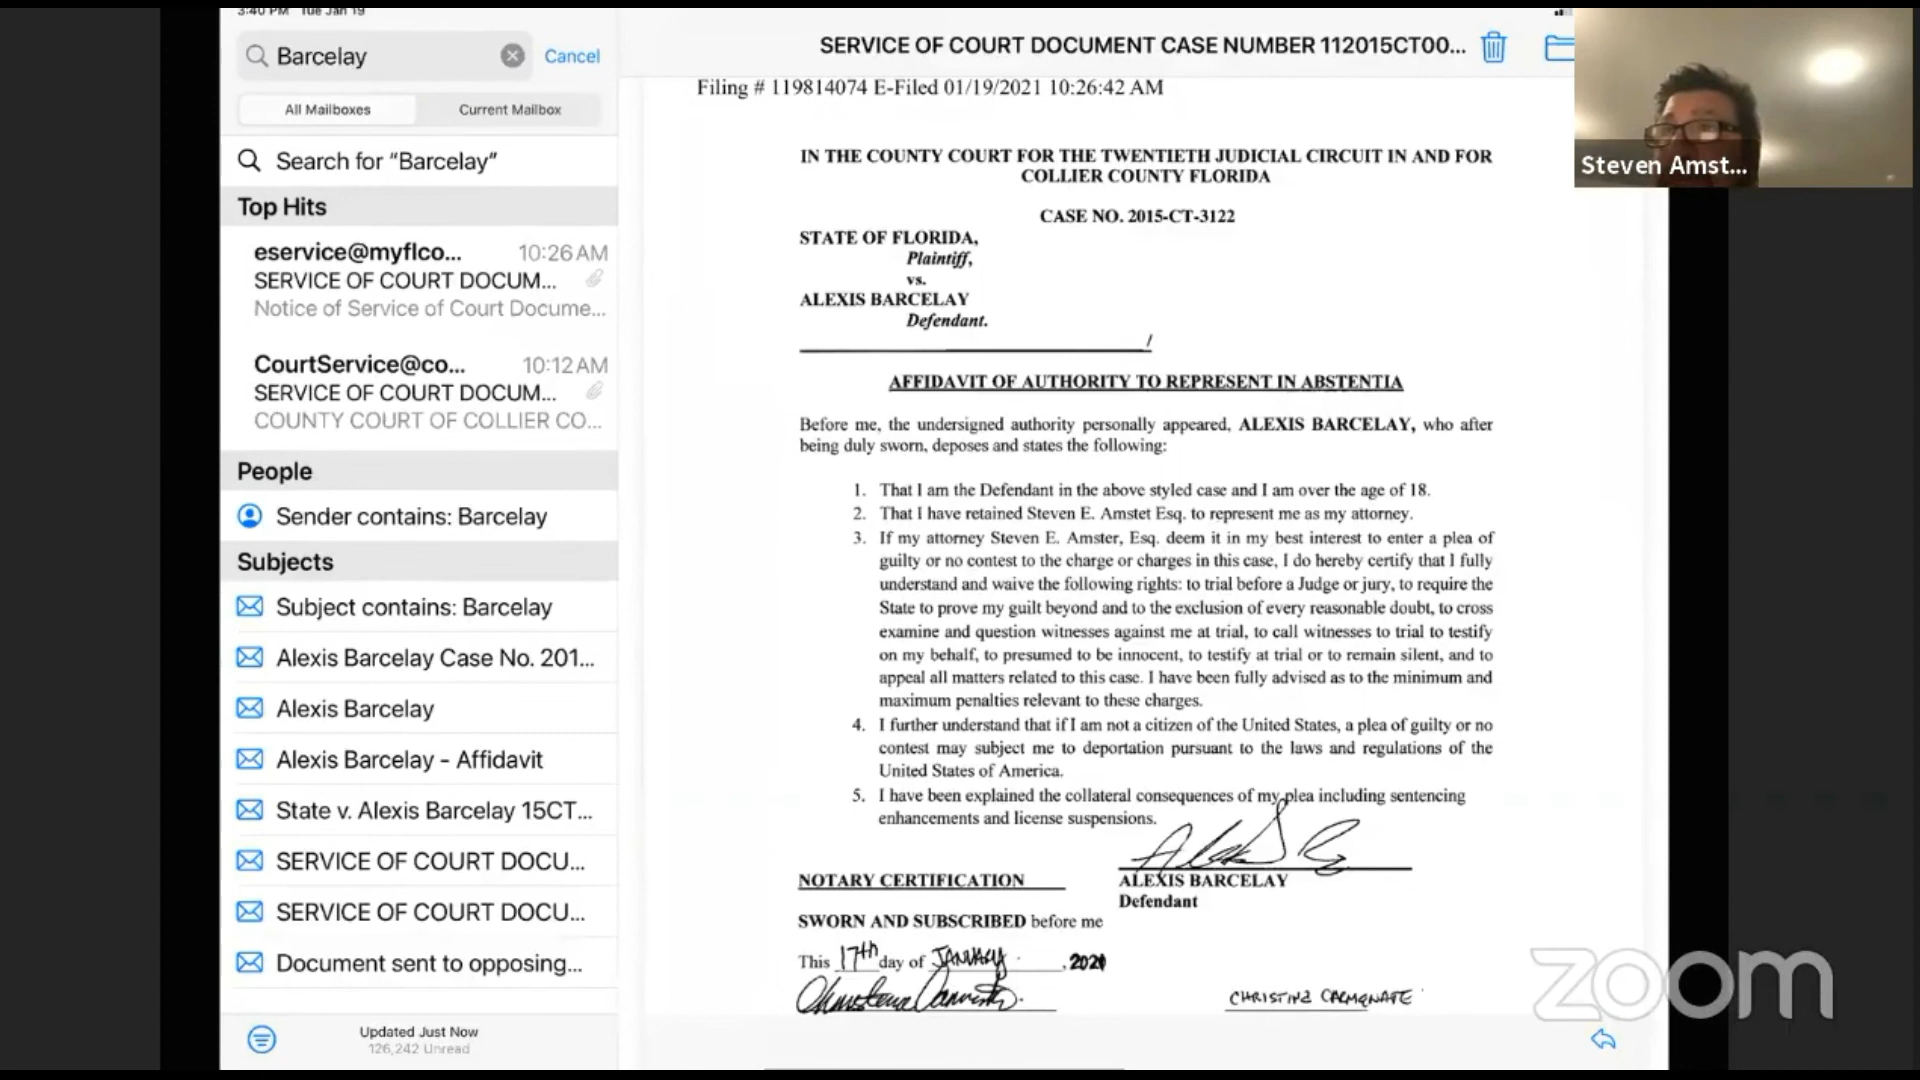 3:40 PM Tue Jan 19
Barcelay
Cancel
All Mailboxes
Current Mailbox
Search for “Barcelay”
Top Hits
eservice@myflco... 10:26 AM
SERVICE OF COURT DOCUM...
Notice of Service of Court Docume...
CourtService@co... 10:12 AM
SERVICE OF COURT DOCUM...
COUNTY COURT OF COLLIER CO...
People
Sender contains: Barcelay
Subjects
Subject contains: Barcelay
Alexis Barcelay Case No. 201...
Alexis Barcelay
Alexis Barcelay - Affidavit
State v. Alexis Barcelay 15CT...
SERVICE OF COURT DOCU...
SERVICE OF COURT DOCU...
Document sent to opposing...
Updated Just Now
126,242 Unread
SERVICE OF COURT DOCUMENT CASE NUMBER 112015CT00...
Filing # 119814074 E-Filed 01/19/2021 10:26:42 AM
IN THE COUNTY COURT FOR THE TWENTIETH JUDICIAL CIRCUIT IN AND FOR
COLLIER COUNTY FLORIDA
CASE NO. 2015-CT-3122
STATE OF FLORIDA,
Plaintiff,
vs.
ALEXIS BARCELAY
Defendant.
/
AFFIDAVIT OF AUTHORITY TO REPRESENT IN ABSTENTIA
Before me, the undersigned authority personally appeared, ALEXIS BARCELAY, who after
being duly sworn, deposes and states the following:
1. That I am the Defendant in the above styled case and I am over the age of 18.
2. That I have retained Steven E. Amstet Esq. to represent me as my attorney.
3. If my attorney Steven E. Amster, Esq. deem it in my best interest to enter a plea of
guilty or no contest to the charge or charges in this case, I do hereby certify that I fully
understand and waive the following rights: to trial before a Judge or jury, to require the
State to prove my guilt beyond and to the exclusion of every reasonable doubt, to cross
examine and question witnesses against me at trial, to call witnesses to trial to testify
on my behalf, to presumed to be innocent, to testify at trial or to remain silent, and to
appeal all matters related to this case. I have been fully advised as to the minimum and
maximum penalties relevant to these charges.
4. I further understand that if I am not a citizen of the United States, a plea of guilty or no
contest may subject me to deportation pursuant to the laws and regulations of the
United States of America.
5. I have been explained the collateral consequences of my plea including sentencing
enhancements and license suspensions.
NOTARY CERTIFICATION
ALEXIS BARCELAY
Defendant
SWORN AND SUBSCRIBED before me
This 17th day of JANUARY, 2021
CHRISTINA CARMENATE
Steven Amst...
zoom